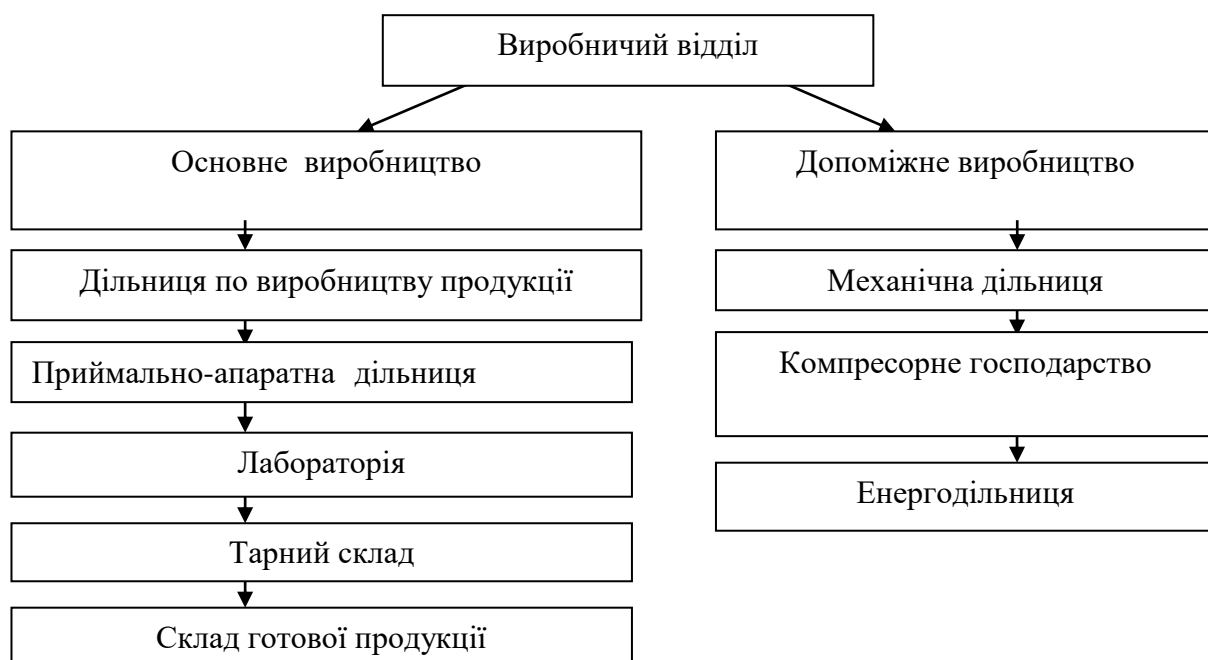 Виробничий відділ
Основне виробництво
Допоміжне виробництво
Дільниця по виробництву продукції
Механічна дільниця
Приймально-апаратна дільниця
Компресорне господарство
Лабораторія
Енергодільниця
Тарний склад
Склад готової продукції